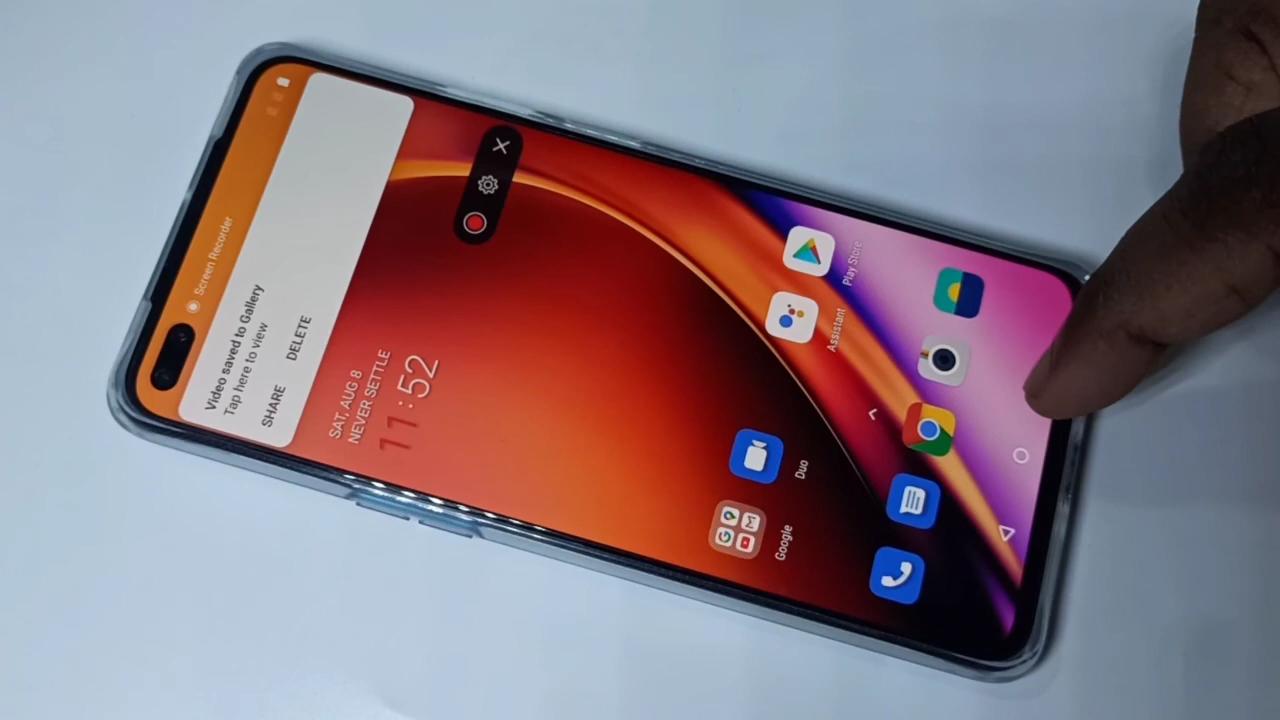 Screen Recorder
Video saved to Gallery
Tap here to view
SHARE DELETE
SAT, AUG 8
NEVER SETTLE
11:52
Google
Duo
Assistant
Play Store